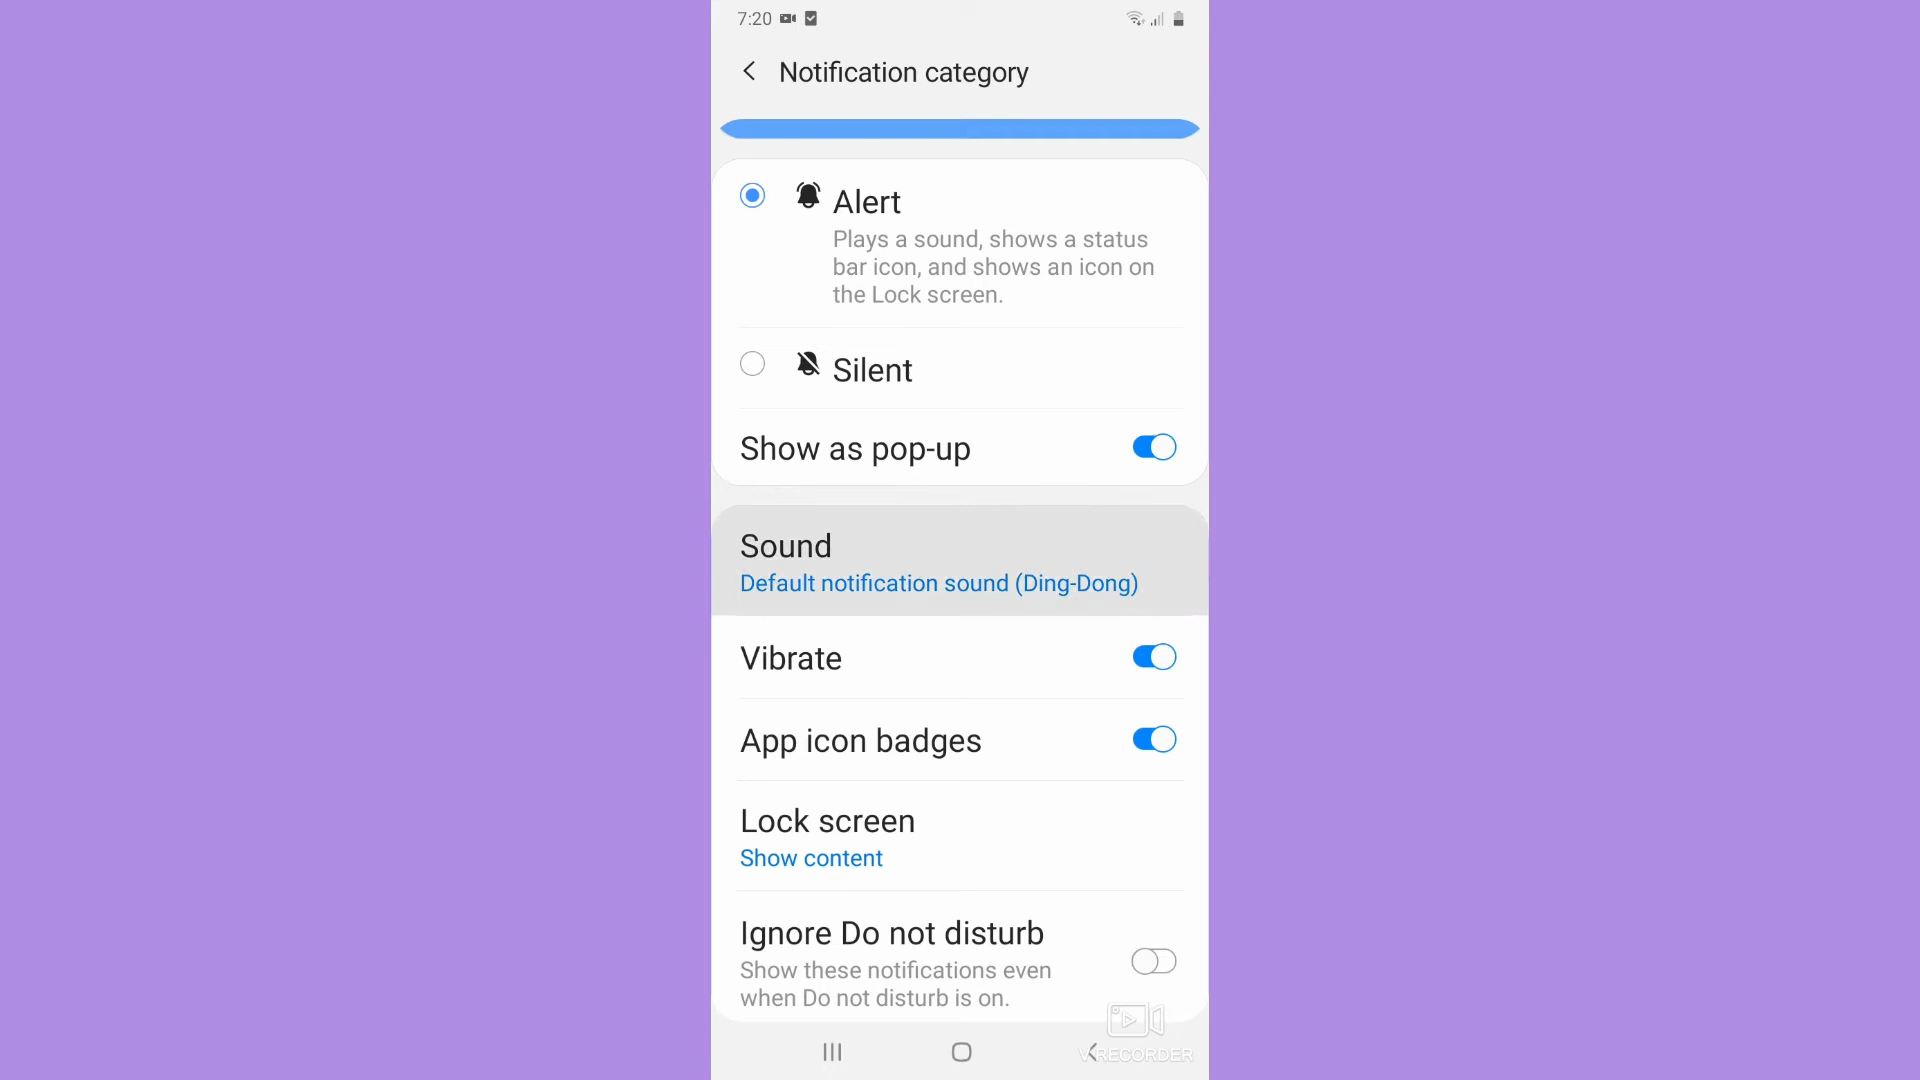 7:20
Notification category
Alert
Plays a sound, shows a status
bar icon, and shows an icon on
the Lock screen.
Silent
Show as pop-up
Sound
Default notification sound (Ding-Dong)
Vibrate
App icon badges
Lock screen
Show content
Ignore Do not disturb
Show these notifications even
when Do not disturb is on.
V RECORDER